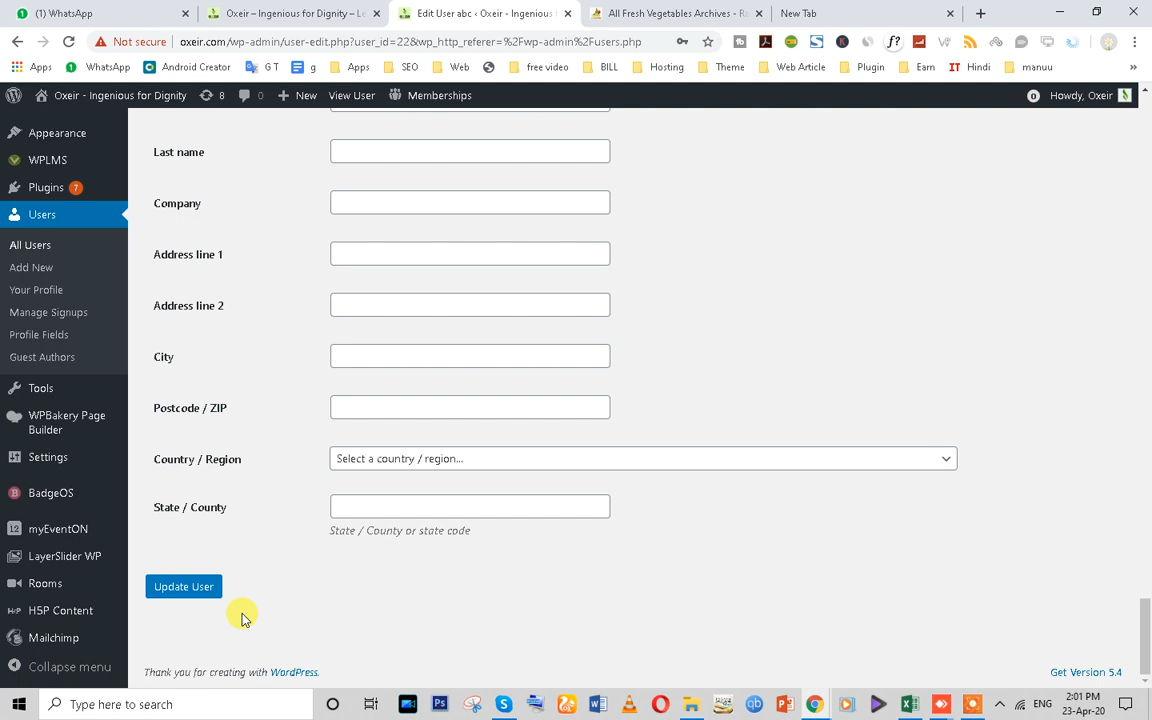 (1) WhatsApp
Oxeir – Ingenious for Dignity – Le
Edit User abc ‹ Oxeir - Ingenious
All Fresh Vegetables Archives - Ra
New Tab
Not secure
oxeir.com/wp-admin/user-edit.php?user_id=22&wp_http_referer=%2Fwp-admin%2Fusers.php
Apps
WhatsApp
Android Creator
G T
g
Apps
SEO
Web
free video
BILL
Hosting
Theme
Web Article
Plugin
Earn
Hindi
manuu
Oxeir - Ingenious for Dignity
8
0
New
View User
Memberships
0
Howdy, Oxeir
Appearance
WPLMS
Plugins 7
Users
All Users
Add New
Your Profile
Manage Signups
Profile Fields
Guest Authors
Tools
WPBakery Page
Builder
Settings
BadgeOS
myEventON
LayerSlider WP
Rooms
H5P Content
Mailchimp
Collapse menu
Last name
Company
Address line 1
Address line 2
City
Postcode / ZIP
Country / Region
Select a country / region...
State / County
State / County or state code
Update User
Thank you for creating with WordPress.
Get Version 5.4
Type here to search
ENG
2:01 PM
23-Apr-20